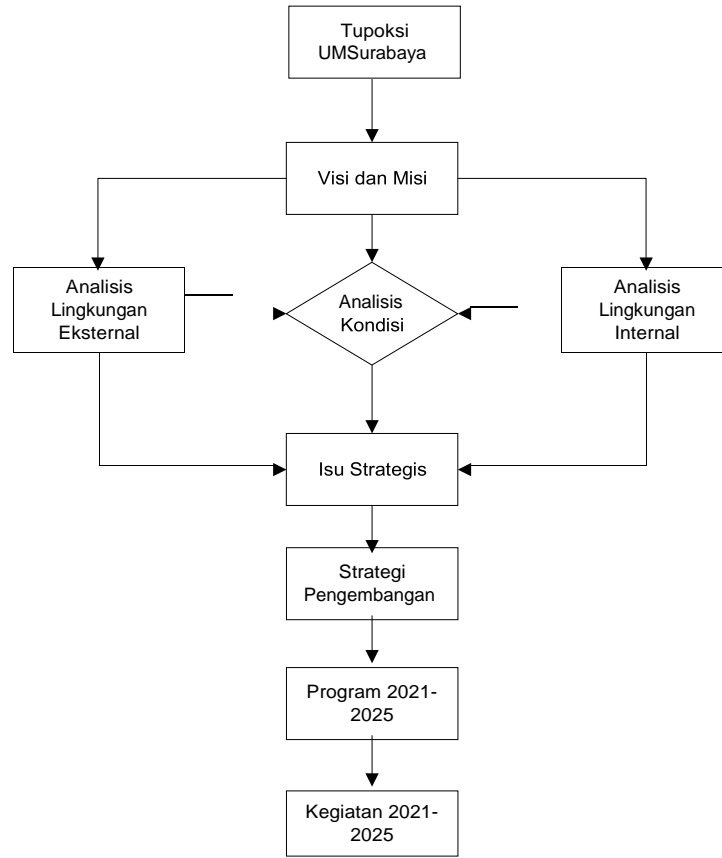 Tupoksi
UMSurabaya
Visi dan Misi
Analisis
Lingkungan
Eksternal
Analisis
Kondisi
Analisis
Lingkungan
Internal
Isu Strategis
Strategi
Pengembangan
Program 2021-
2025
Kegiatan 2021-
2025